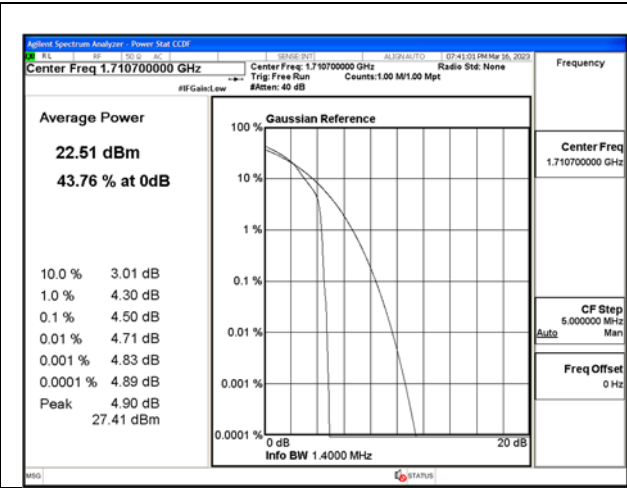 Agilent Spectrum Analyzer - Power Stat CCDF
RL RF 50 Ω AC SENSE:INT ALIGNAUTO 07:41:01 PM Mar 16, 2023
Center Freq 1.710700000 GHz
Center Freq: 1.710700000 GHz Radio Std: None
Trig: Free Run Counts:1.00 M/1.00 Mpt
#IFGain:Low #Atten: 40 dB
Frequency
Average Power
22.51 dBm
43.76 % at 0dB
10.0 % 3.01 dB
1.0 % 4.30 dB
0.1 % 4.50 dB
0.01 % 4.71 dB
0.001 % 4.83 dB
0.0001 % 4.89 dB
Peak 4.90 dB
27.41 dBm
Gaussian Reference
100 %
10 %
1 %
0.1 %
0.01 %
0.001 %
0.0001 %
0 dB 20 dB
Info BW 1.4000 MHz
Center Freq
1.710700000 GHz
CF Step
5.000000 MHz
Auto Man
Freq Offset
0 Hz
MSG STATUS